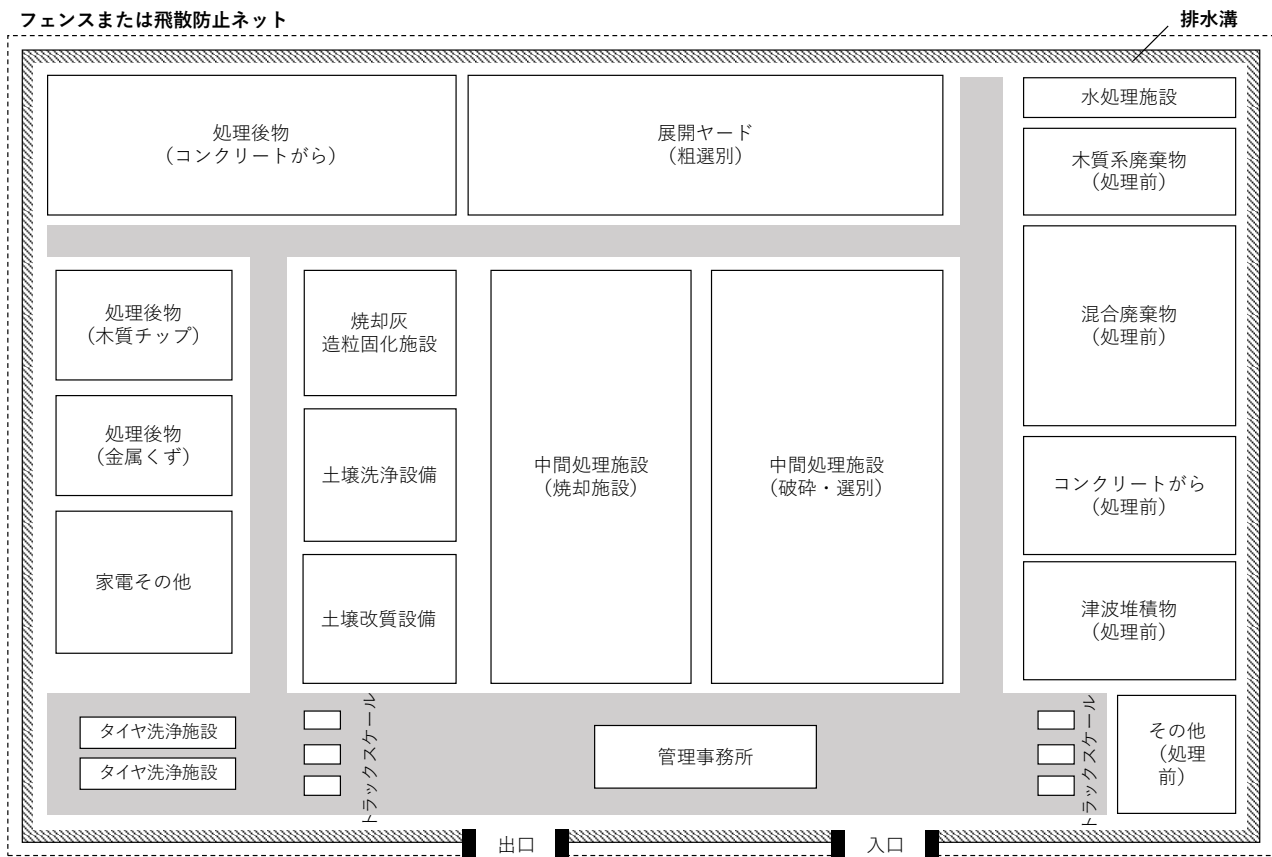 フェンスまたは飛散防止ネット
排水溝
処理後物
（コンクリートがら）
展開ヤード
（粗選別）
水処理施設
木質系廃棄物
（処理前）
処理後物
（木質チップ）
焼却灰
造粒固化施設
混合廃棄物
（処理前）
処理後物
（金属くず）
土壌洗浄設備
中間処理施設
（焼却施設）
中間処理施設
（破砕・選別）
コンクリートがら
（処理前）
家電その他
土壌改質設備
津波堆積物
（処理前）
タイヤ洗浄施設
タイヤ洗浄施設
トラックスケール
管理事務所
トラックスケール
その他
（処理
前）
出口
入口